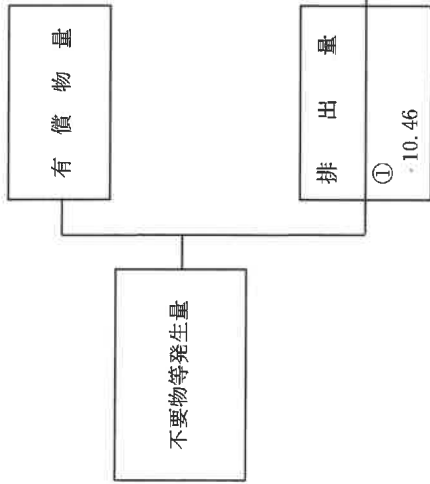 有償物量
不要物等発生量
排出量
①
10.46